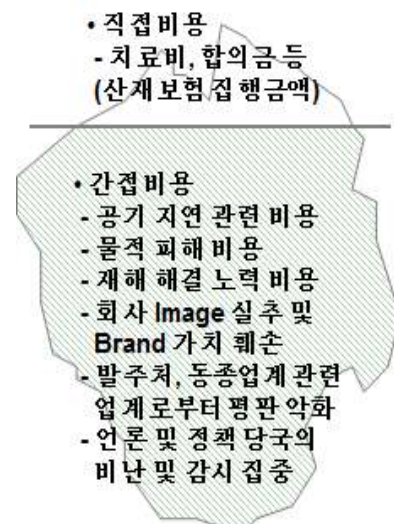 • 직접비용
- 치료비, 합의금 등
(산재보험집행금액)
• 간접비용
- 공기 지연 관련 비용
- 물적 피해 비용
- 재해 해결 노력 비용
- 회사 Image 실추 및
Brand 가치 훼손
- 발주처, 동종업계 관련
업계로부터 평판 악화
- 언론 및 정책 당국의
비난 및 감시 집중